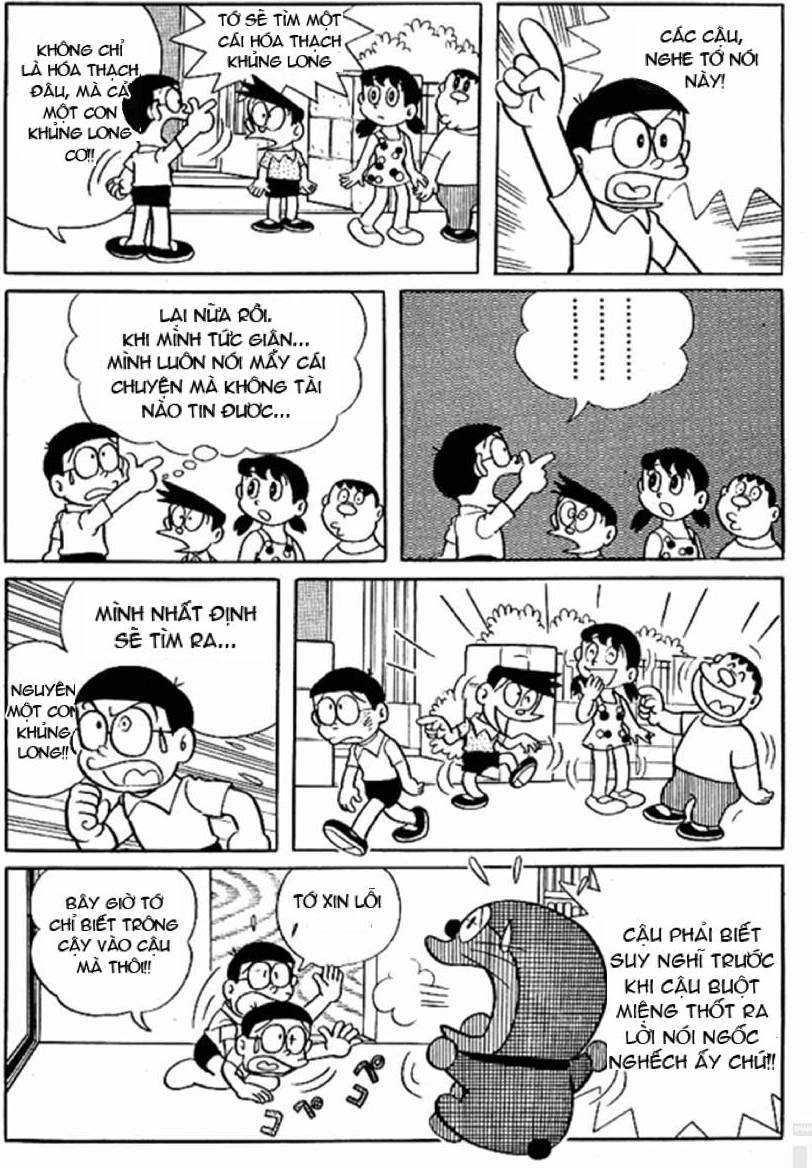 CÁC CẬU,
NGHE TỚ NÓI
NÀY!
TỚ SẼ TÌM MỘT
CÁI HÓA THẠCH
KHỦNG LONG
KHÔNG CHỈ
LÀ HÓA THẠCH
ĐÂU, MÀ CẢ
MỘT CON
KHỦNG LONG
CƠ!!
LẠI NỮA RỒI.
KHI MÌNH TỨC GIẬN...
MÌNH LUÔN NÓI MẤY CÁI
CHUYỆN MÀ KHÔNG TÀI
NÀO TIN ĐƯỢC...
MÌNH NHẤT ĐỊNH
SẼ TÌM RA...
NGUYÊN
MỘT CON
KHỦNG
LONG!!
CẬU PHẢI BIẾT
SUY NGHĨ TRƯỚC
KHI CẬU BUỘT
MIỆNG THỐT RA
LỜI NÓI NGỐC
NGHẾCH ẤY CHỨ!!
TỚ XIN LỖI
BÂY GIỜ TỚ
CHỈ BIẾT TRÔNG
CẬY VÀO CẬU
MÀ THÔI!!
コプ
コプ